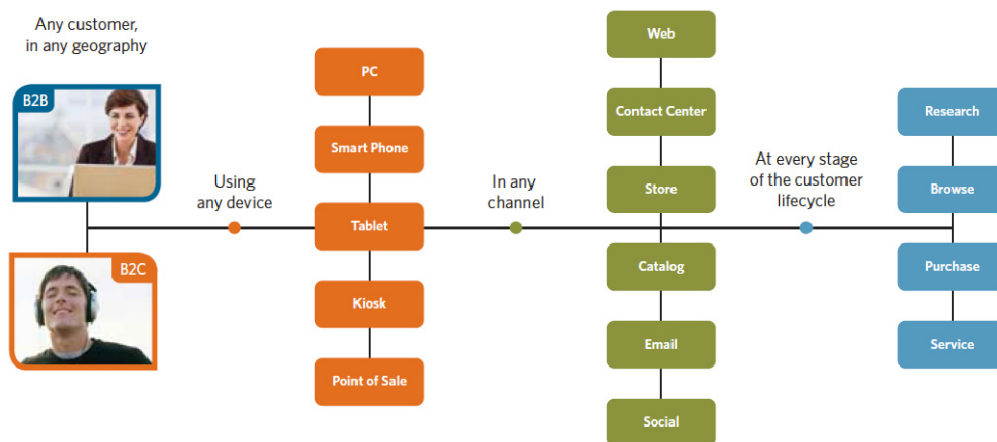 Any customer,
in any geography
B2B
B2C
Using
any device
PC
Smart Phone
Tablet
Kiosk
Point of Sale
In any
channel
Web
Contact Center
Store
Catalog
Email
Social
At every stage
of the customer
lifecycle
Research
Browse
Purchase
Service